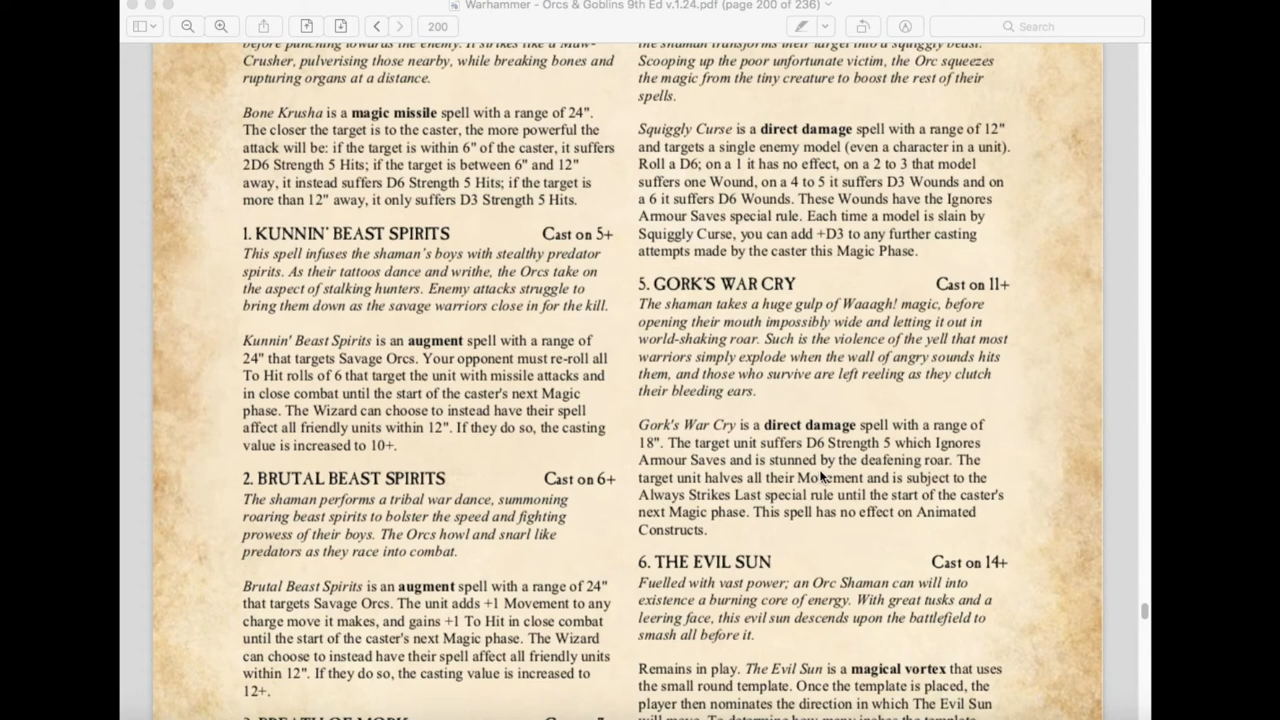 Warhammer - Orcs & Goblins 9th Ed v.1.24.pdf (page 200 of 236)
200
Search
before punching towards the enemy. It strikes like a Maw-
Crusher, pulverising those nearby, while breaking bones and
rupturing organs at a distance.
Bone Krusha is a magic missile spell with a range of 24".
The closer the target is to the caster, the more powerful the
attack will be: if the target is within 6" of the caster, it suffers
2D6 Strength 5 Hits; if the target is between 6" and 12"
away, it instead suffers D6 Strength 5 Hits; if the target is
more than 12" away, it only suffers D3 Strength 5 Hits.
1. KUNNIN' BEAST SPIRITS Cast on 5+
This spell infuses the shaman's boys with stealthy predator
spirits. As their tattoos dance and writhe, the Orcs take on
the aspect of stalking hunters. Enemy attacks struggle to
bring them down as the savage warriors close in for the kill.
Kunnin' Beast Spirits is an augment spell with a range of
24" that targets Savage Orcs. Your opponent must re-roll all
To Hit rolls of 6 that target the unit with missile attacks and
in close combat until the start of the caster's next Magic
phase. The Wizard can choose to instead have their spell
affect all friendly units within 12". If they do so, the casting
value is increased to 10+.
2. BRUTAL BEAST SPIRITS Cast on 6+
The shaman performs a tribal war dance, summoning
roaring beast spirits to bolster the speed and fighting
prowess of their boys. The Orcs howl and snarl like
predators as they race into combat.
Brutal Beast Spirits is an augment spell with a range of 24"
that targets Savage Orcs. The unit adds +1 Movement to any
charge move it makes, and gains +1 To Hit in close combat
until the start of the caster's next Magic phase. The Wizard
can choose to instead have their spell affect all friendly units
within 12". If they do so, the casting value is increased to
12+.
the shaman transforms their target into a squiggly beast.
Scooping up the poor unfortunate victim, the Orc squeezes
the magic from the tiny creature to boost the rest of their
spells.
Squiggly Curse is a direct damage spell with a range of 12"
and targets a single enemy model (even a character in a unit).
Roll a D6; on a 1 it has no effect, on a 2 to 3 that model
suffers one Wound, on a 4 to 5 it suffers D3 Wounds and on
a 6 it suffers D6 Wounds. These Wounds have the Ignores
Armour Saves special rule. Each time a model is slain by
Squiggly Curse, you can add +D3 to any further casting
attempts made by the caster this Magic Phase.
5. GORK'S WAR CRY Cast on 11+
The shaman takes a huge gulp of Waaagh! magic, before
opening their mouth impossibly wide and letting it out in
world-shaking roar. Such is the violence of the yell that most
warriors simply explode when the wall of angry sounds hits
them, and those who survive are left reeling as they clutch
their bleeding ears.
Gork's War Cry is a direct damage spell with a range of
18". The target unit suffers D6 Strength 5 which Ignores
Armour Saves and is stunned by the deafening roar. The
target unit halves all their Movement and is subject to the
Always Strikes Last special rule until the start of the caster's
next Magic phase. This spell has no effect on Animated
Constructs.
6. THE EVIL SUN Cast on 14+
Fuelled with vast power; an Orc Shaman can will into
existence a burning core of energy. With great tusks and a
leering face, this evil sun descends upon the battlefield to
smash all before it.
Remains in play. The Evil Sun is a magical vortex that uses
the small round template. Once the template is placed, the
player then nominates the direction in which The Evil Sun